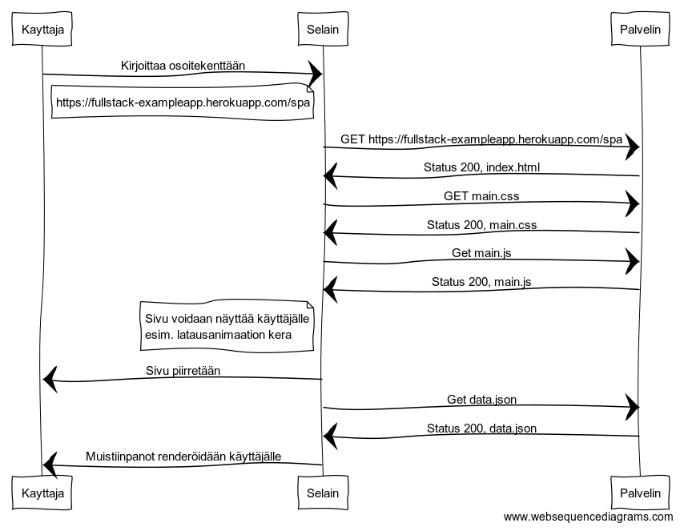 Kayttaja
Selain
Palvelin
Kirjoittaa osoitekenttään
https://fullstack-exampleapp.herokuapp.com/spa
GET https://fullstack-exampleapp.herokuapp.com/spa
Status 200, index.html
GET main.css
Status 200, main.css
Get main.js
Status 200, main.js
Sivu voidaan näyttää käyttäjälle
esim. latausanimaation kera
Sivu piirretään
Get data.json
Status 200, data.json
Muistiinpanot renderöidään käyttäjälle
Kayttaja
Selain
Palvelin
www.websequencediagrams.com